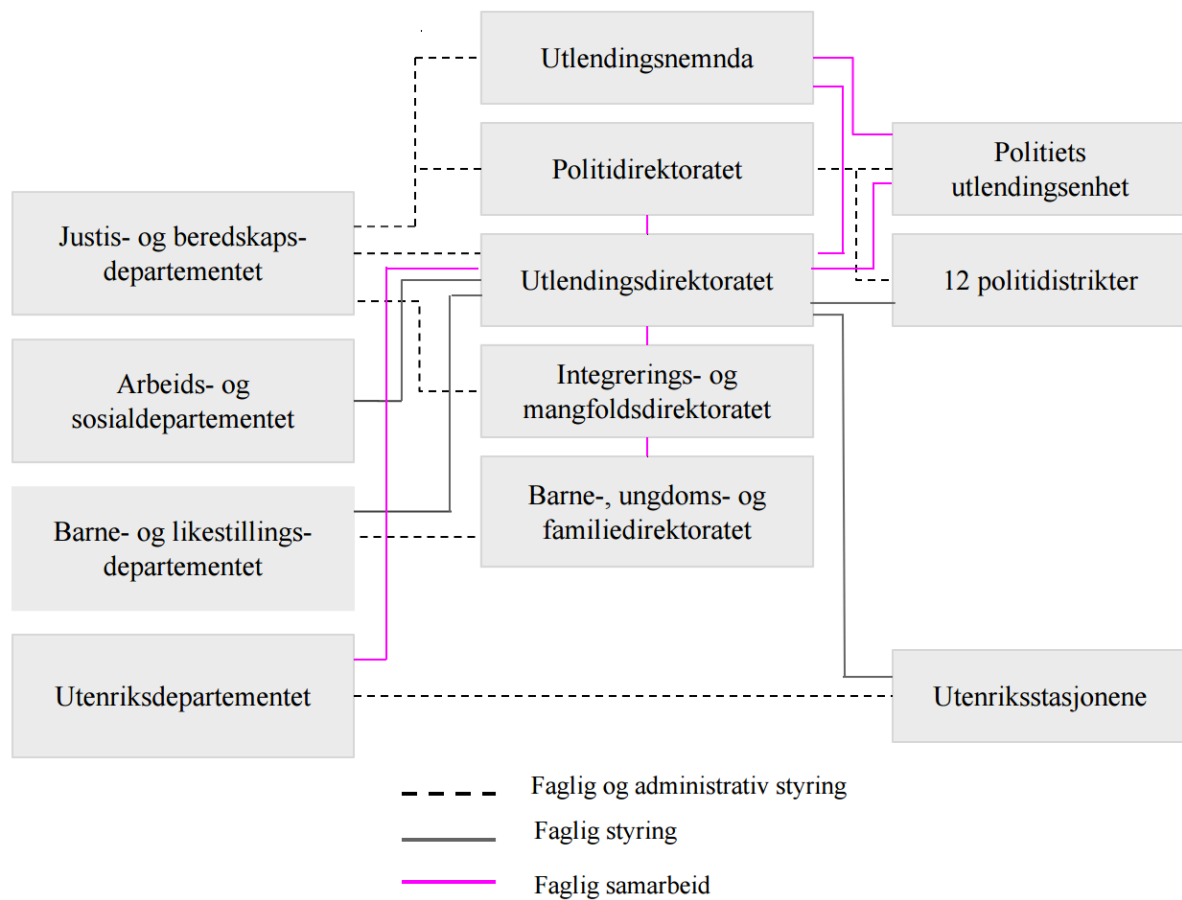 Utlendingsnemnda
Politidirektoratet
Politiets
utlendingsenhet
Justis- og beredskaps-
departementet
Utlendingsdirektoratet
12 politidistrikter
Arbeids- og
sosialdepartementet
Integrerings- og
mangfoldsdirektoratet
Barne- og likestillings-
departementet
Barne-, ungdoms- og
familiedirektoratet
Utenriksdepartementet
Utenriksstasjonene
Faglig og administrativ styring
Faglig styring
Faglig samarbeid